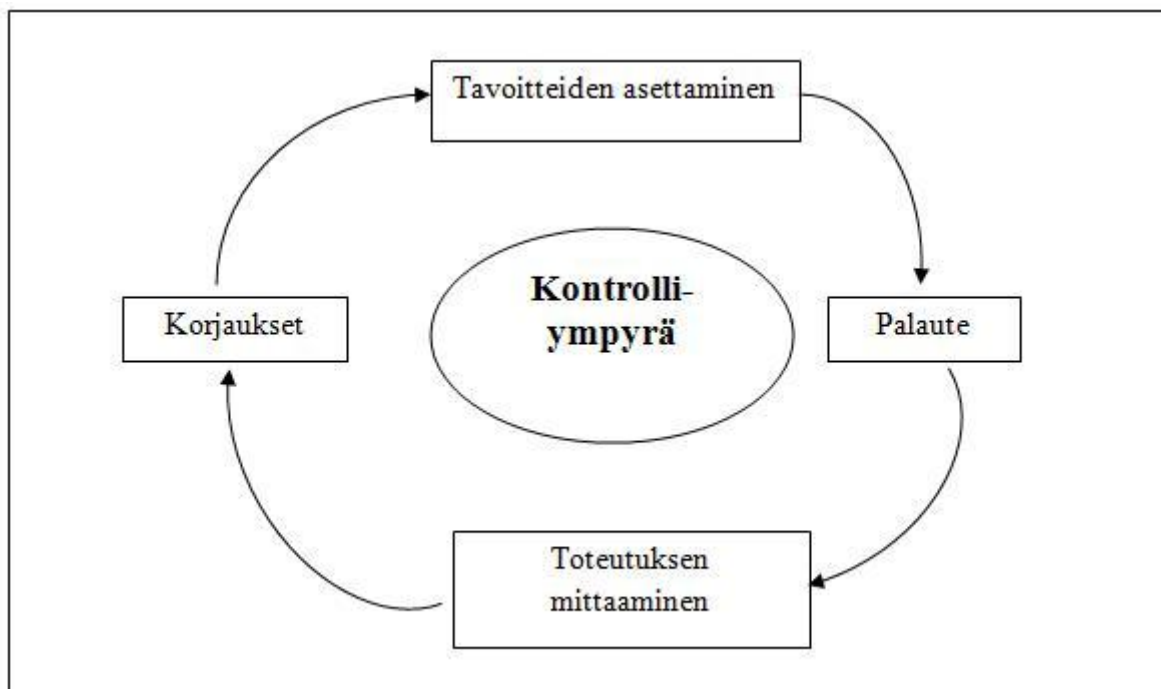 Tavoitteiden asettaminen
Kontrolli-
ympyrä
Korjaukset
Palaute
Toteutuksen
mittaaminen